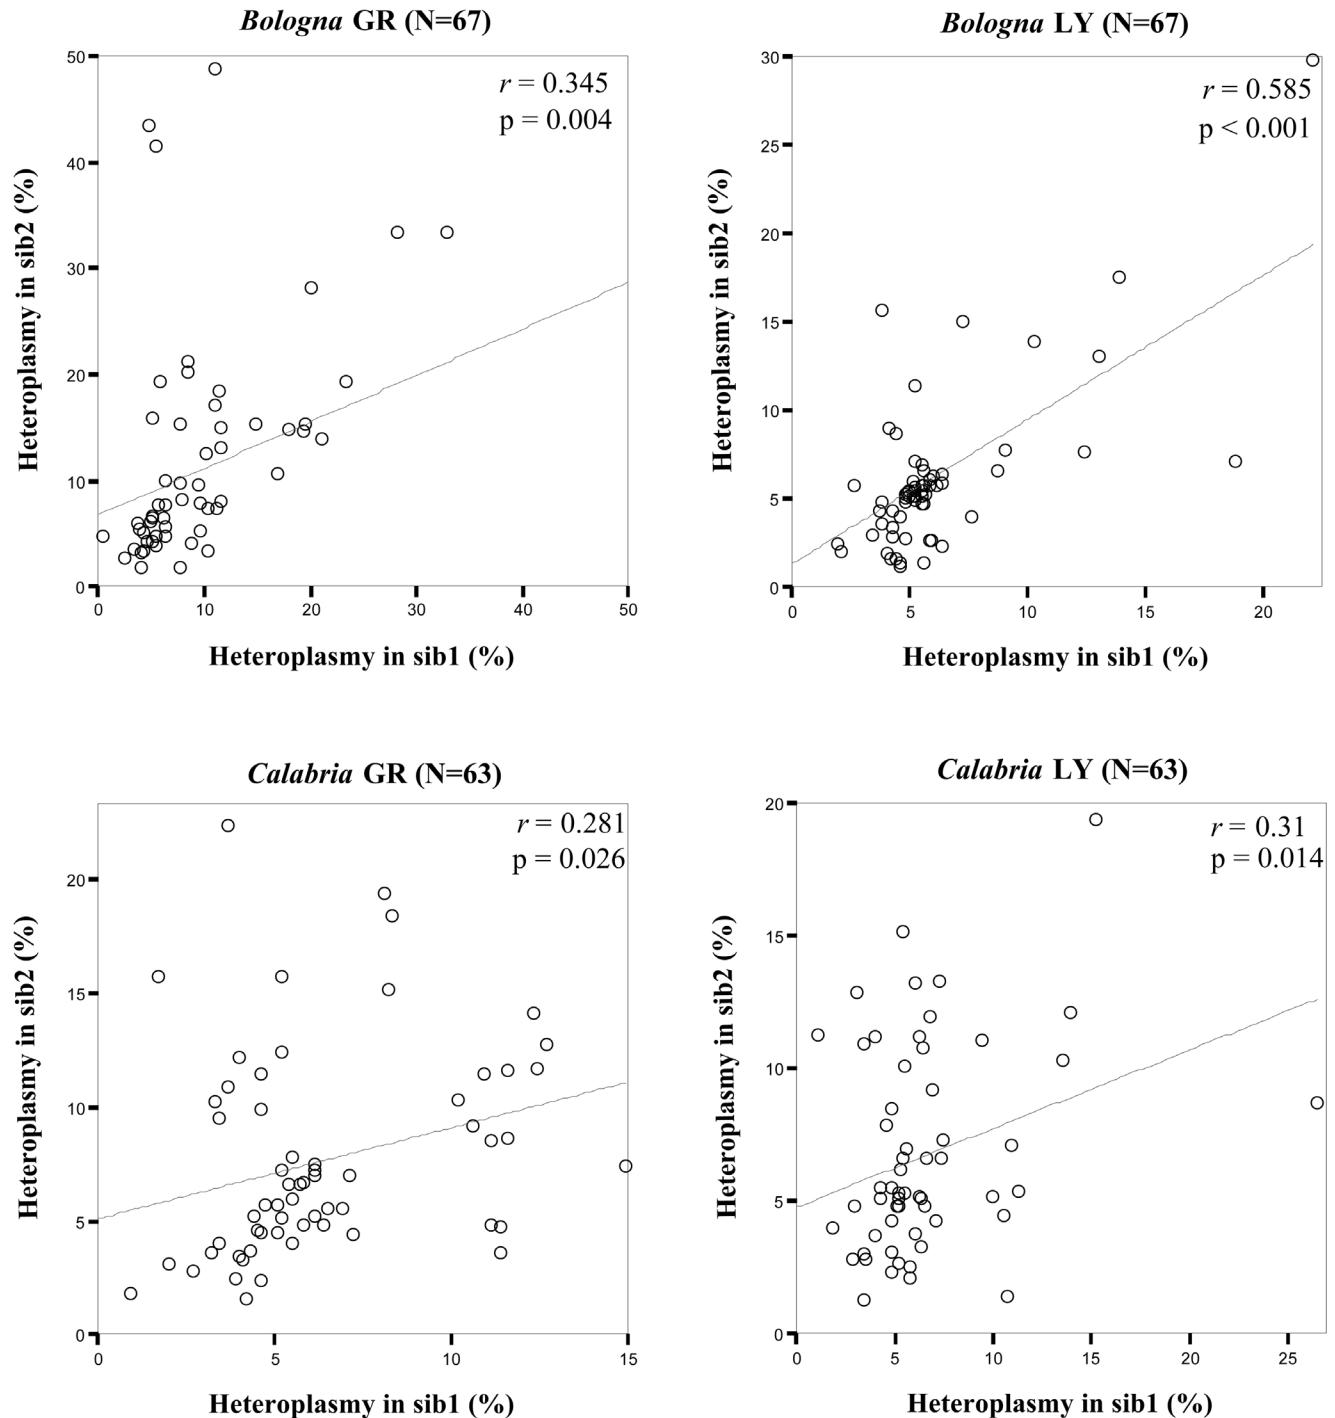 Bologna GR (N=67)
r = 0.345
p = 0.004
Heteroplasmy in sib2 (%)
50
40
30
20
10
0
0 10 20 30 40 50
Heteroplasmy in sib1 (%)
Bologna LY (N=67)
r = 0.585
p < 0.001
Heteroplasmy in sib2 (%)
30
25
20
15
10
5
0
0 5 10 15 20
Heteroplasmy in sib1 (%)
Calabria GR (N=63)
r = 0.281
p = 0.026
Heteroplasmy in sib2 (%)
20
15
10
5
0
0 5 10 15
Heteroplasmy in sib1 (%)
Calabria LY (N=63)
r = 0.31
p = 0.014
Heteroplasmy in sib2 (%)
20
15
10
5
0
0 5 10 15 20 25
Heteroplasmy in sib1 (%)